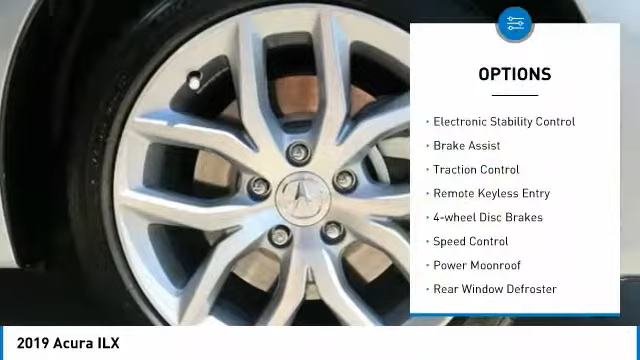 OPTIONS
• Electronic Stability Control
• Brake Assist
• Traction Control
• Remote Keyless Entry
• 4-wheel Disc Brakes
• Speed Control
• Power Moonroof
• Rear Window Defroster
2019 Acura ILX